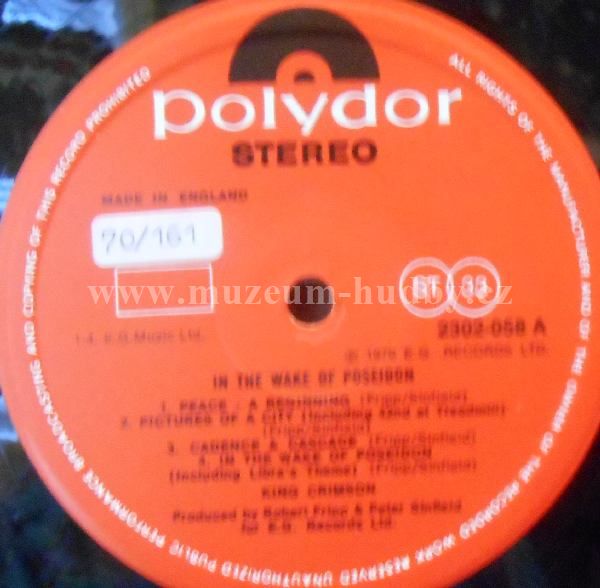 polydor
STEREO
MADE IN ENGLAND
70/161
ST 33
www.muzeum-hudby.cz
1-4. E.G. Music Ltd.
2302-058 A
℗ 1970 E.G. RECORDS LTD.
IN THE WAKE OF POSEIDON
1. PEACE - A BEGINNING (Fripp/Sinfield)
2. PICTURES OF A CITY (Including 42nd at Treadmill)
(Fripp/Sinfield)
3. CADENCE & CASCADE (Fripp/Sinfield)
4. IN THE WAKE OF POSEIDON
(Including Libra's Theme) (Fripp/Sinfield)
KING CRIMSON
Produced by Robert Fripp & Peter Sinfield
for E.G. Records Ltd.
ALL RIGHTS OF THE MANUFACTURER AND OF THE OWNER OF THE RECORDED WORK RESERVED UNAUTHORIZED PUBLIC PERFORMANCE BROADCASTING AND COPYING OF THIS RECORD PROHIBITED